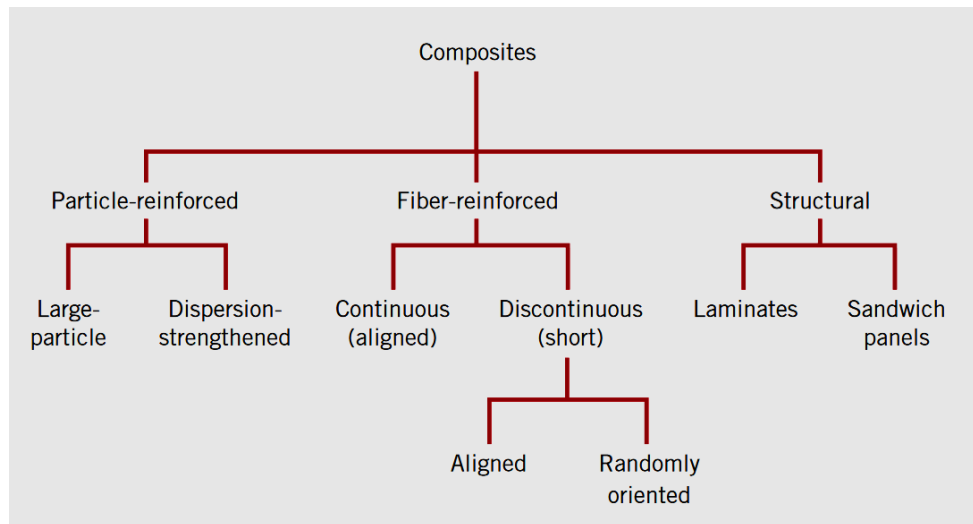 Composites
Particle-reinforced
Fiber-reinforced
Structural
Large-
particle
Dispersion-
strengthened
Continuous
(aligned)
Discontinuous
(short)
Laminates
Sandwich
panels
Aligned
Randomly
oriented